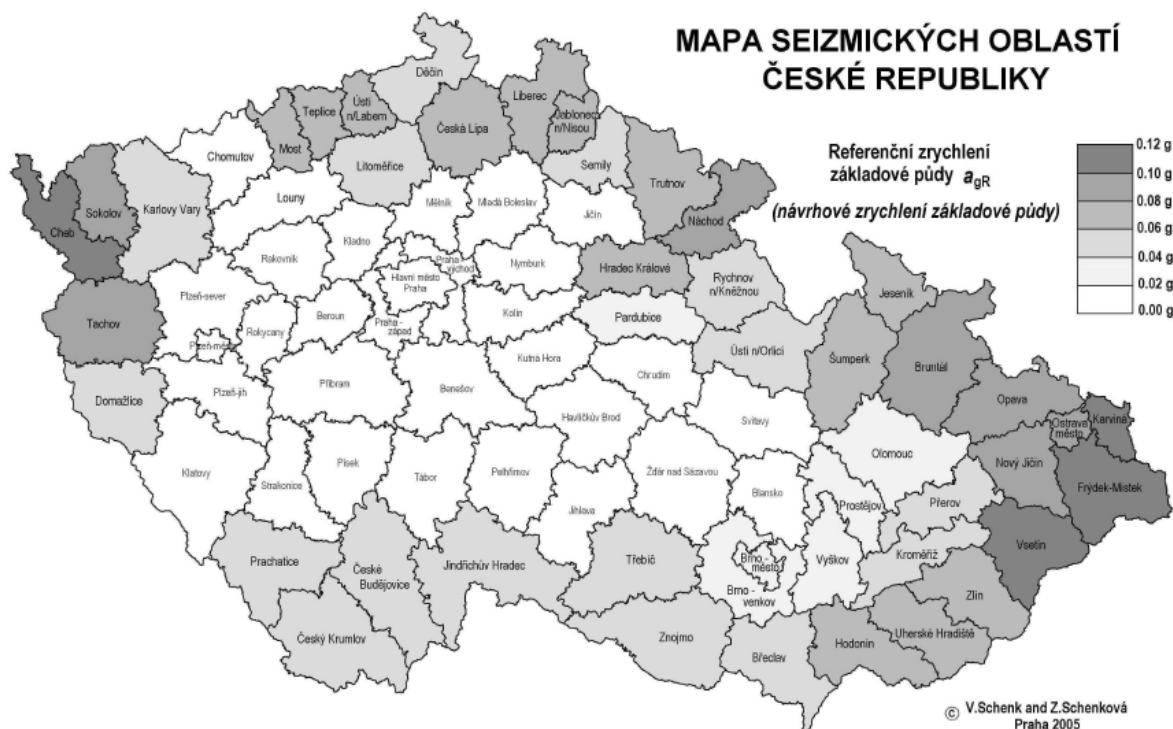 MAPA SEIZMICKÝCH OBLASTÍ
ČESKÉ REPUBLIKY
Referenční zrychlení
základové půdy agR
(návrhové zrychlení základové půdy)
0.12 g
0.10 g
0.08 g
0.06 g
0.04 g
0.02 g
0.00 g
Děčín
Liberec
Jablonec
n/Nisou
Ústí
n/Labem
Teplice
Most
Česká Lípa
Chomutov
Litoměřice
Semily
Trutnov
Náchod
Cheb
Sokolov
Karlovy Vary
Louny
Mělník
Mladá Boleslav
Jičín
Kladno
Rakovník
Praha -
východ
Hlavní město
Praha
Nymburk
Hradec Králové
Rychnov
n/Kněžnou
Jeseník
Tachov
Plzeň-sever
Plzeň-měs
Rokycany
Beroun
Praha -
západ
Kolín
Pardubice
Ústí n/Orlicí
Šumperk
Bruntál
Kutná Hora
Chrudim
Domažlice
Plzeň-jih
Příbram
Benešov
Havlíčkův Brod
Svitavy
Opava
Ostrava
město
Karviná
Klatovy
Strakonice
Písek
Tábor
Pelhřimov
Žďár nad Sázavou
Olomouc
Nový Jičín
Frýdek-Místek
Blansko
Prostějov
Přerov
Jihlava
Vsetín
Prachatice
České
Budějovice
Jindřichův Hradec
Třebíč
Brno -
město
Brno -
venkov
Vyškov
Kroměříž
Zlín
Český Krumlov
Znojmo
Břeclav
Hodonín
Uherské Hradiště
© V.Schenk and Z.Schenková
Praha 2005